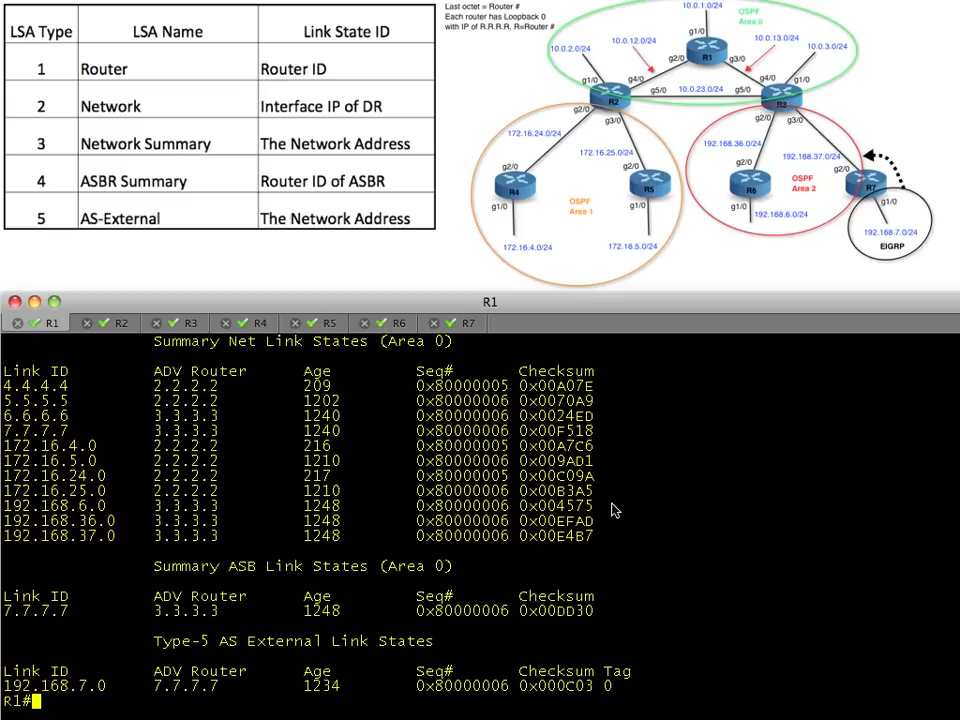 LSA Type LSA Name Link State ID
1 Router Router ID
2 Network Interface IP of DR
3 Network Summary The Network Address
4 ASBR Summary Router ID of ASBR
5 AS-External The Network Address
Last octet = Router #
Each router has Loopback 0
with IP of R.R.R.R, R=Router #
10.0.1.0/24
OSPF
Area 0
g1/0
10.0.12.0/24
10.0.13.0/24
10.0.2.0/24
10.0.3.0/24
R1
g2/0
g3/0
g1/0
g4/0
g4/0
g1/0
g5/0
10.0.23.0/24
g5/0
R2
R3
g2/0
g3/0
g2/0
g3/0
172.16.24.0/24
172.16.25.0/24
192.168.36.0/24
192.168.37.0/24
g2/0
g2/0
g2/0
g2/0
R4
R5
R6
OSPF
Area 2
R7
g1/0
OSPF
Area 1
g1/0
g1/0
g1/0
192.168.6.0/24
192.168.7.0/24
172.16.4.0/24
172.16.5.0/24
EIGRP
R1
R1 R2 R3 R4 R5 R6 R7
Summary Net Link States (Area 0)
Link ID ADV Router Age Seq# Checksum
4.4.4.4 2.2.2.2 209 0x80000005 0x00A07E
5.5.5.5 2.2.2.2 1202 0x80000006 0x0070A9
6.6.6.6 3.3.3.3 1240 0x80000006 0x0024ED
7.7.7.7 3.3.3.3 1240 0x80000006 0x00F518
172.16.4.0 2.2.2.2 216 0x80000005 0x00A7C6
172.16.5.0 2.2.2.2 1210 0x80000006 0x009AD1
172.16.24.0 2.2.2.2 217 0x80000005 0x00C09A
172.16.25.0 2.2.2.2 1210 0x80000006 0x00B3A5
192.168.6.0 3.3.3.3 1248 0x80000006 0x004575
192.168.36.0 3.3.3.3 1248 0x80000006 0x00EFAD
192.168.37.0 3.3.3.3 1248 0x80000006 0x00E4B7
Summary ASB Link States (Area 0)
Link ID ADV Router Age Seq# Checksum
7.7.7.7 3.3.3.3 1248 0x80000006 0x00DD30
Type-5 AS External Link States
Link ID ADV Router Age Seq# Checksum Tag
192.168.7.0 7.7.7.7 1234 0x80000006 0x000C03 0
R1#